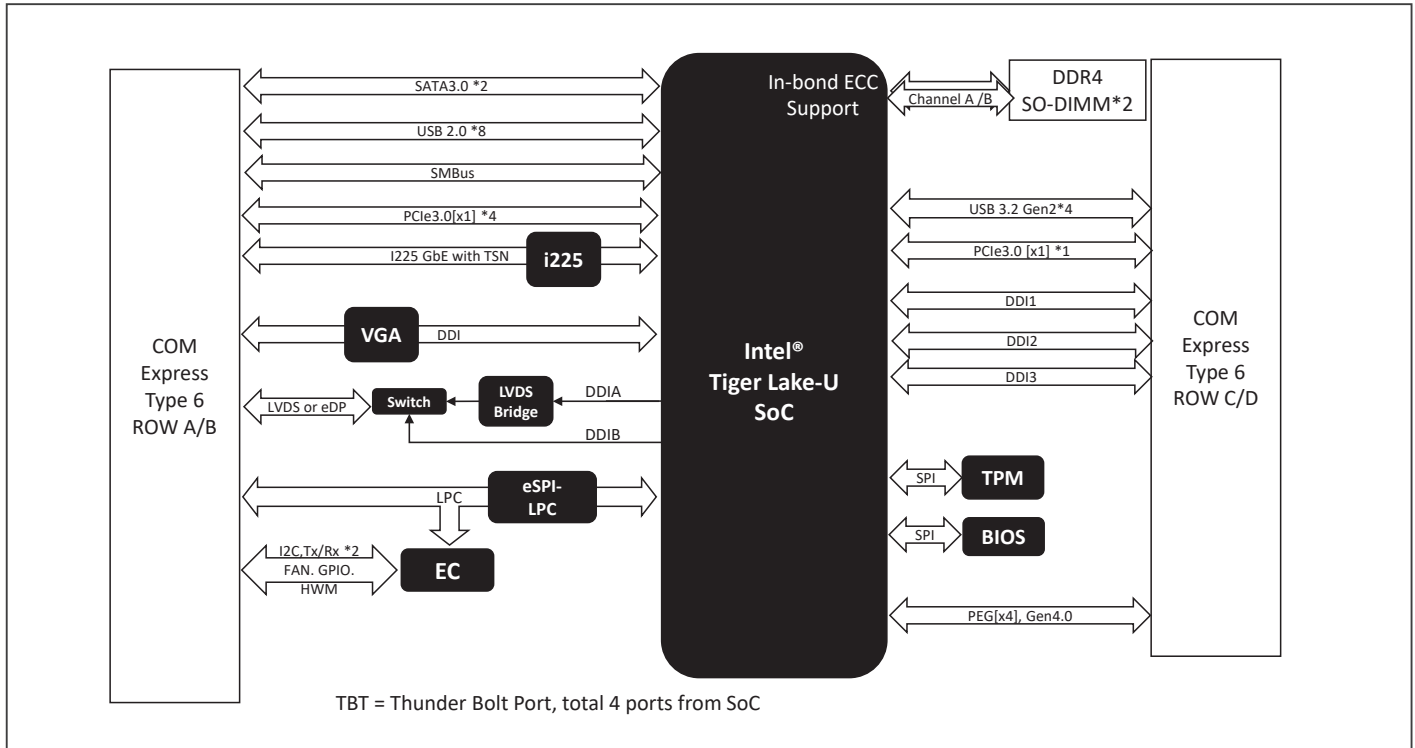 COM
Express
Type 6
ROW A/B
SATA3.0 *2
USB 2.0 *8
SMBus
PCIe3.0[x1] *4
I225 GbE with TSN
i225
VGA
DDI
LVDS or eDP
Switch
LVDS
Bridge
DDIA
DDIB
LPC
eSPI-
LPC
I2C,Tx/Rx *2
FAN. GPIO.
HWM
EC
In-bond ECC
Support
Intel®
Tiger Lake-U
SoC
Channel A /B
DDR4
SO-DIMM*2
USB 3.2 Gen2*4
PCIe3.0 [x1] *1
DDI1
DDI2
DDI3
SPI
TPM
SPI
BIOS
PEG[x4], Gen4.0
COM
Express
Type 6
ROW C/D
TBT = Thunder Bolt Port, total 4 ports from SoC